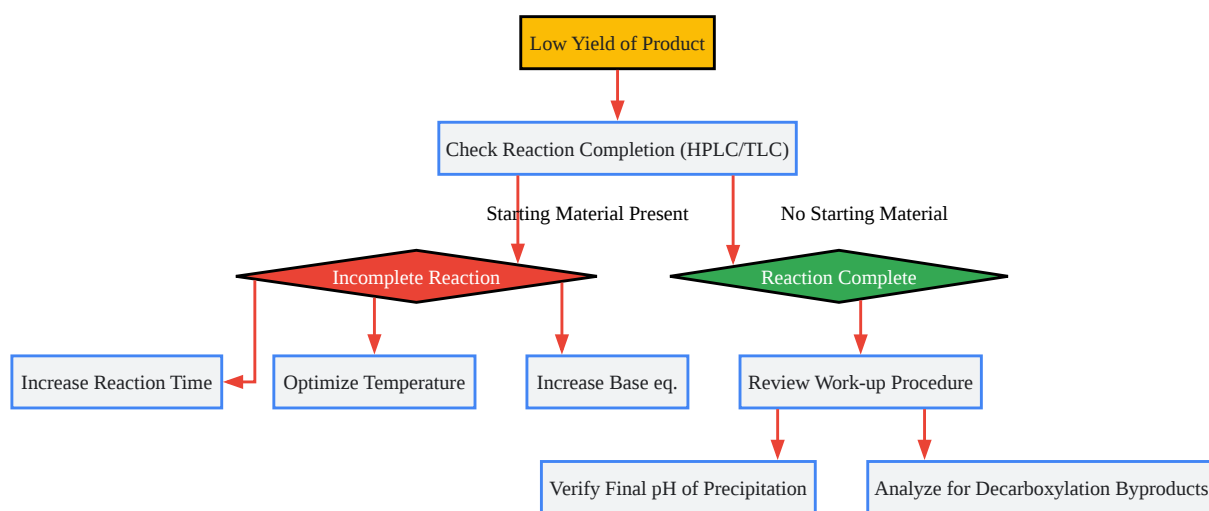 Low Yield of Product
Check Reaction Completion (HPLC/TLC)
Starting Material Present
No Starting Material
Incomplete Reaction
Reaction Complete
Increase Reaction Time
Optimize Temperature
Increase Base eq.
Review Work-up Procedure
Verify Final pH of Precipitation
Analyze for Decarboxylation Byproducts